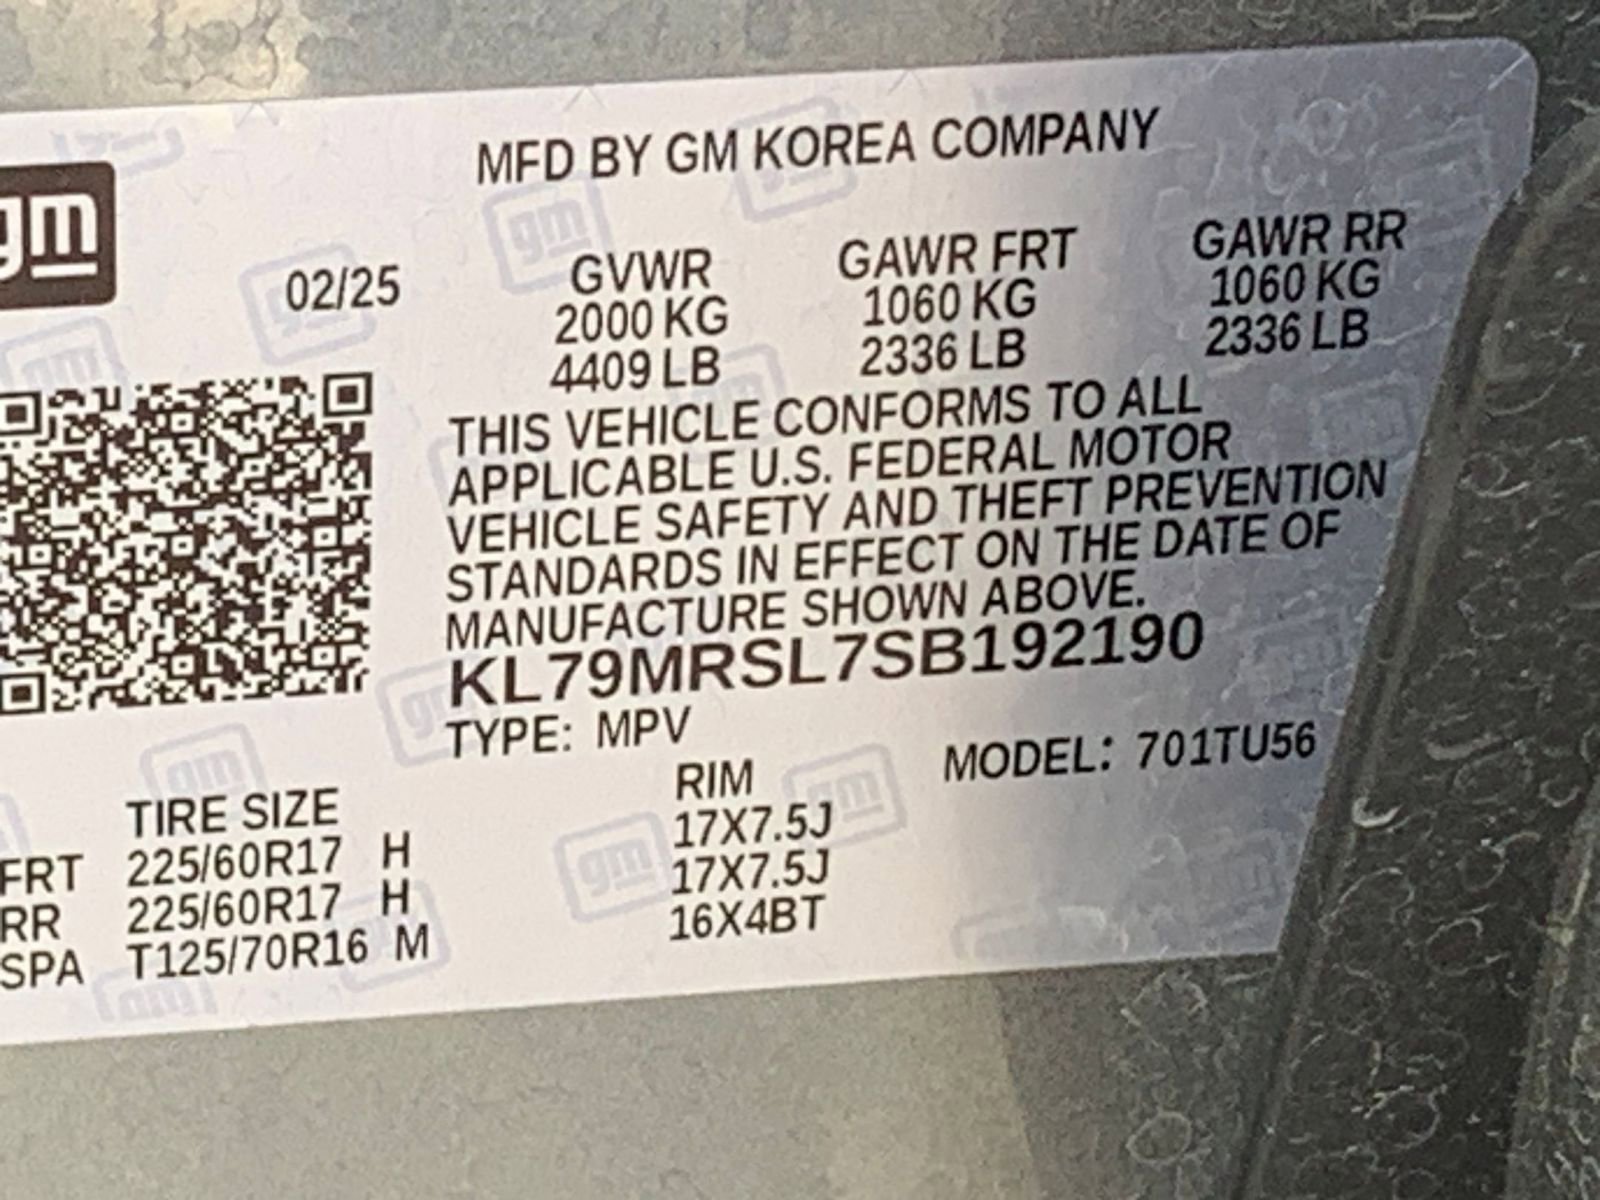 gm
MFD BY GM KOREA COMPANY
02/25 GVWR GAWR FRT GAWR RR
2000 KG 1060 KG 1060 KG
4409 LB 2336 LB 2336 LB
THIS VEHICLE CONFORMS TO ALL
APPLICABLE U.S. FEDERAL MOTOR
VEHICLE SAFETY AND THEFT PREVENTION
STANDARDS IN EFFECT ON THE DATE OF
MANUFACTURE SHOWN ABOVE.
KL79MRSL7SB192190
TYPE: MPV MODEL: 701TU56
TIRE SIZE RIM
FRT 225/60R17 H 17X7.5J
RR 225/60R17 H 17X7.5J
SPA T125/70R16 M 16X4BT